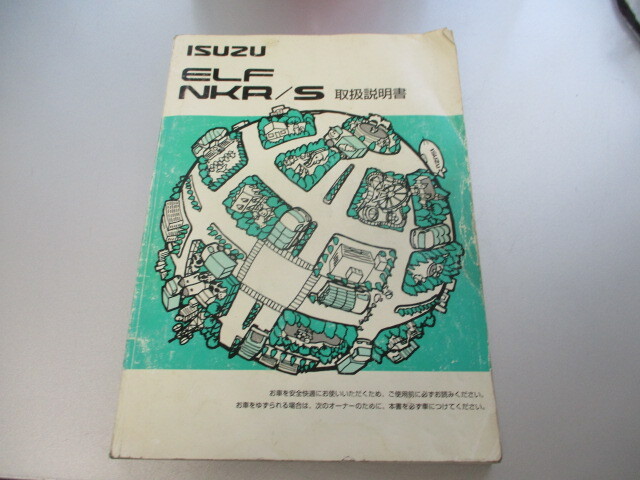 ISUZU
ELF
NKR/S 取扱説明書
ISUZU
お車を安全快適にお使いいただくため、ご使用前に必ずお読みください。
お車をゆずられる場合は、次のオーナーのために、本書を必ず車につけてください。